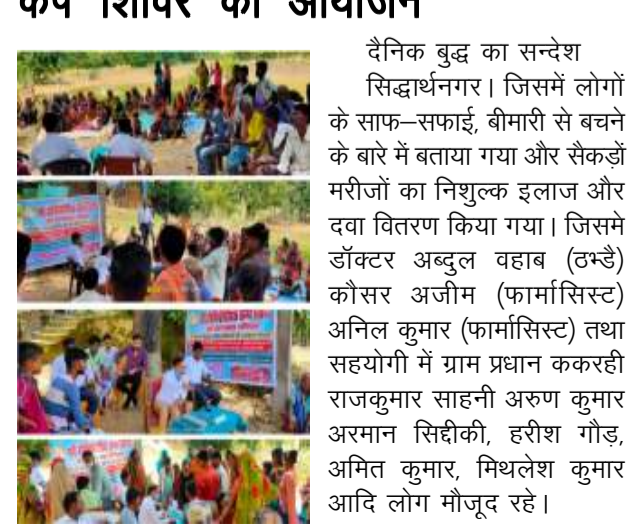 कैंप शिविर का आयोजन
दैनिक बुद्ध का सन्देश
सिद्धार्थनगर। जिसमें लोगों
के साफ–सफाई, बीमारी से बचने
के बारे में बताया गया और सैकड़ों
मरीजों का निशुल्क इलाज और
दवा वितरण किया गया। जिसमे
डॉक्टर अब्दुल वहाब (ठभ्डै)
कौसर अजीम (फार्मासिस्ट)
अनिल कुमार (फार्मासिस्ट) तथा
सहयोगी में ग्राम प्रधान ककरही
राजकुमार साहनी अरुण कुमार
अरमान सिद्दीकी, हरीश गौड़,
अमित कुमार, मिथलेश कुमार
आदि लोग मौजूद रहे।